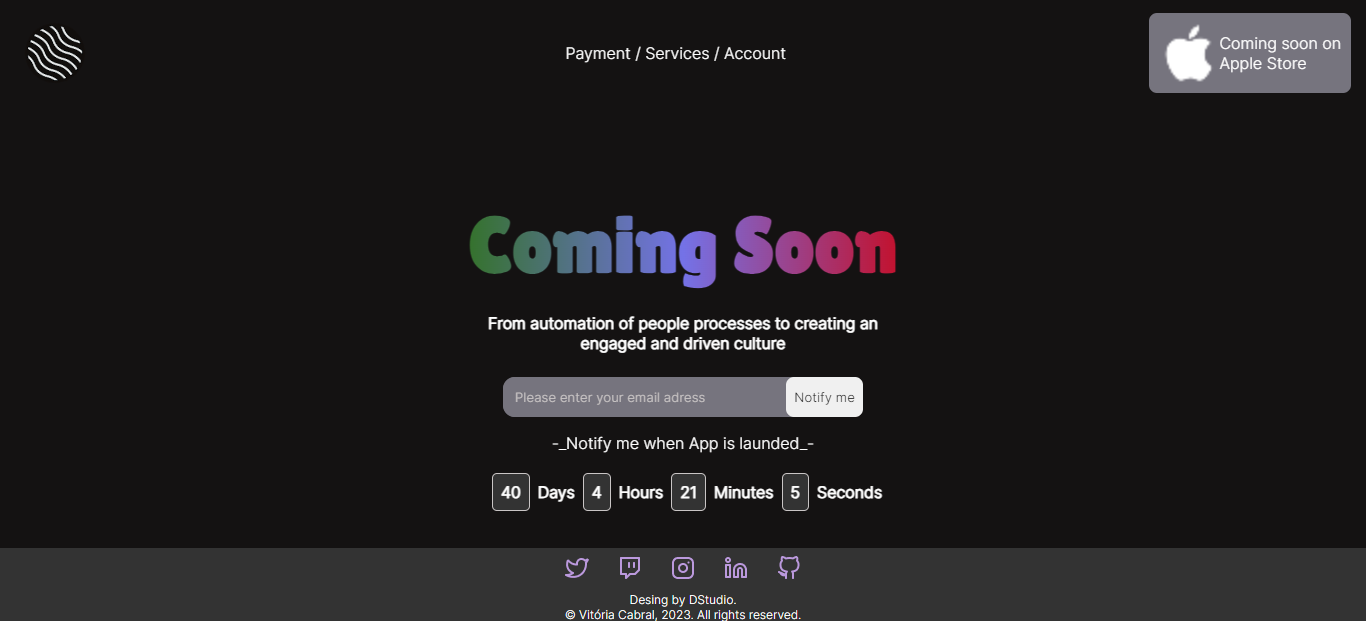 Payment / Services / Account
Coming soon on
Apple Store
Coming Soon
From automation of people processes to creating an
engaged and driven culture
Please enter your email adress
Notify me
-_Notify me when App is launded_-
40 Days 4 Hours 21 Minutes 5 Seconds
Desing by DStudio.
© Vitória Cabral, 2023. All rights reserved.